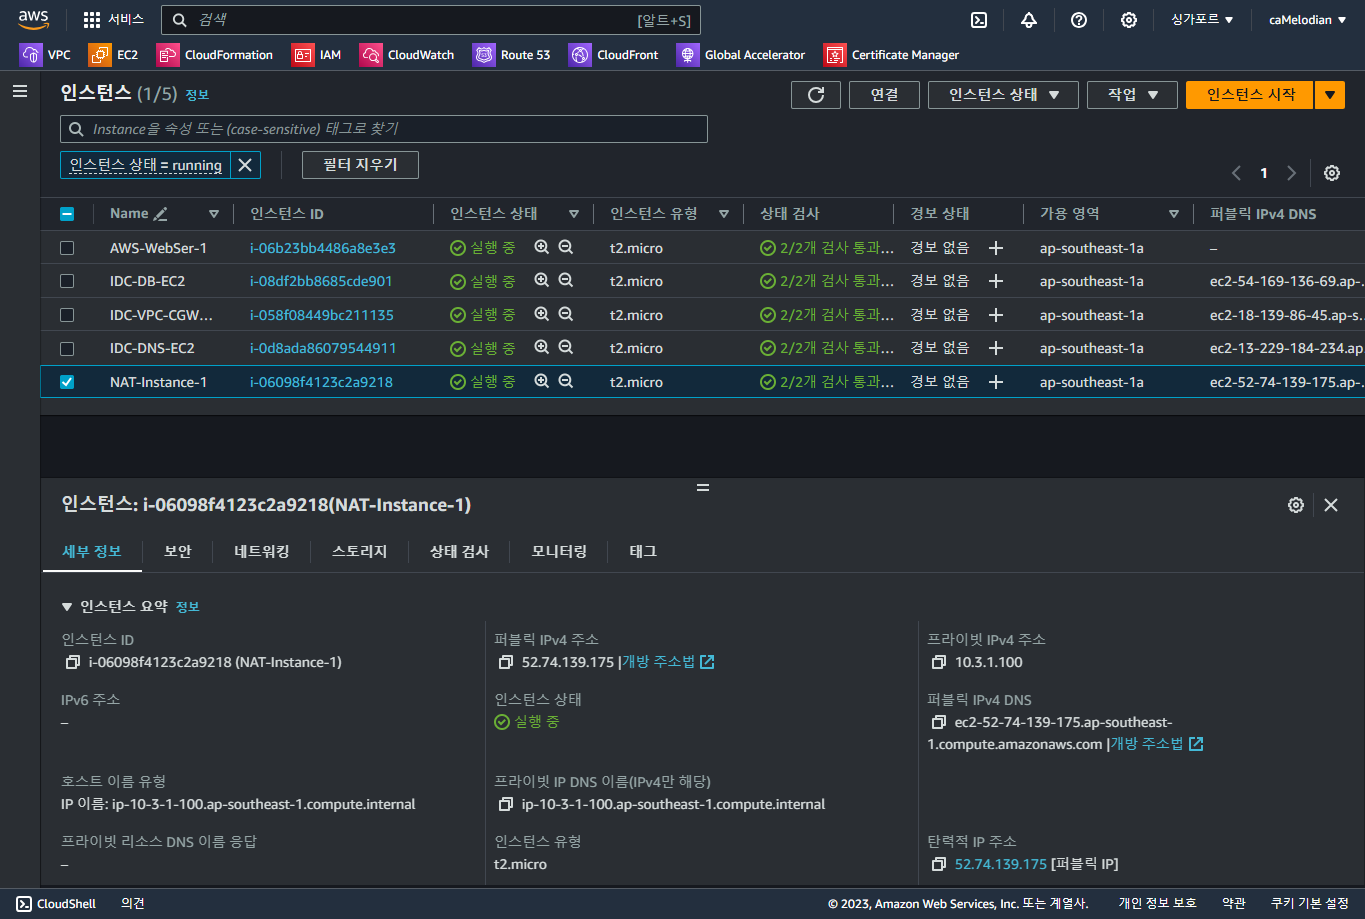 aws 서비스 검색 [알트+S] 싱가포르 ▼ caMelodian ▼
VPC EC2 CloudFormation IAM CloudWatch Route 53 CloudFront Global Accelerator Certificate Manager
인스턴스 (1/5) 정보 연결 인스턴스 상태 ▼ 작업 ▼ 인스턴스 시작 ▼
Instance을 속성 또는 (case-sensitive) 태그로 찾기
인스턴스 상태 = running 필터 지우기
1
Name 인스턴스 ID 인스턴스 상태 인스턴스 유형 상태 검사 경보 상태 가용 영역 퍼블릭 IPv4 DNS
AWS-WebSer-1 i-06b23bb4486a8e3e3 실행 중 t2.micro 2/2개 검사 통과... 경보 없음 + ap-southeast-1a –
IDC-DB-EC2 i-08df2bb8685cde901 실행 중 t2.micro 2/2개 검사 통과... 경보 없음 + ap-southeast-1a ec2-54-169-136-69.ap-...
IDC-VPC-CGW... i-058f08449bc211135 실행 중 t2.micro 2/2개 검사 통과... 경보 없음 + ap-southeast-1a ec2-18-139-86-45.ap-s...
IDC-DNS-EC2 i-0d8ada86079544911 실행 중 t2.micro 2/2개 검사 통과... 경보 없음 + ap-southeast-1a ec2-13-229-184-234.ap
NAT-Instance-1 i-06098f4123c2a9218 실행 중 t2.micro 2/2개 검사 통과... 경보 없음 + ap-southeast-1a ec2-52-74-139-175.ap-...
인스턴스: i-06098f4123c2a9218(NAT-Instance-1)
세부 정보 보안 네트워킹 스토리지 상태 검사 모니터링 태그
▼ 인스턴스 요약 정보
인스턴스 ID
i-06098f4123c2a9218 (NAT-Instance-1)
퍼블릭 IPv4 주소
52.74.139.175 |개방 주소법
프라이빗 IPv4 주소
10.3.1.100
IPv6 주소
–
인스턴스 상태
실행 중
퍼블릭 IPv4 DNS
ec2-52-74-139-175.ap-southeast-
1.compute.amazonaws.com |개방 주소법
호스트 이름 유형
IP 이름: ip-10-3-1-100.ap-southeast-1.compute.internal
프라이빗 IP DNS 이름(IPv4만 해당)
ip-10-3-1-100.ap-southeast-1.compute.internal
프라이빗 리소스 DNS 이름 응답
–
인스턴스 유형
t2.micro
탄력적 IP 주소
52.74.139.175 [퍼블릭 IP]
CloudShell 의견 © 2023, Amazon Web Services, Inc. 또는 계열사. 개인 정보 보호 약관 쿠키 기본 설정